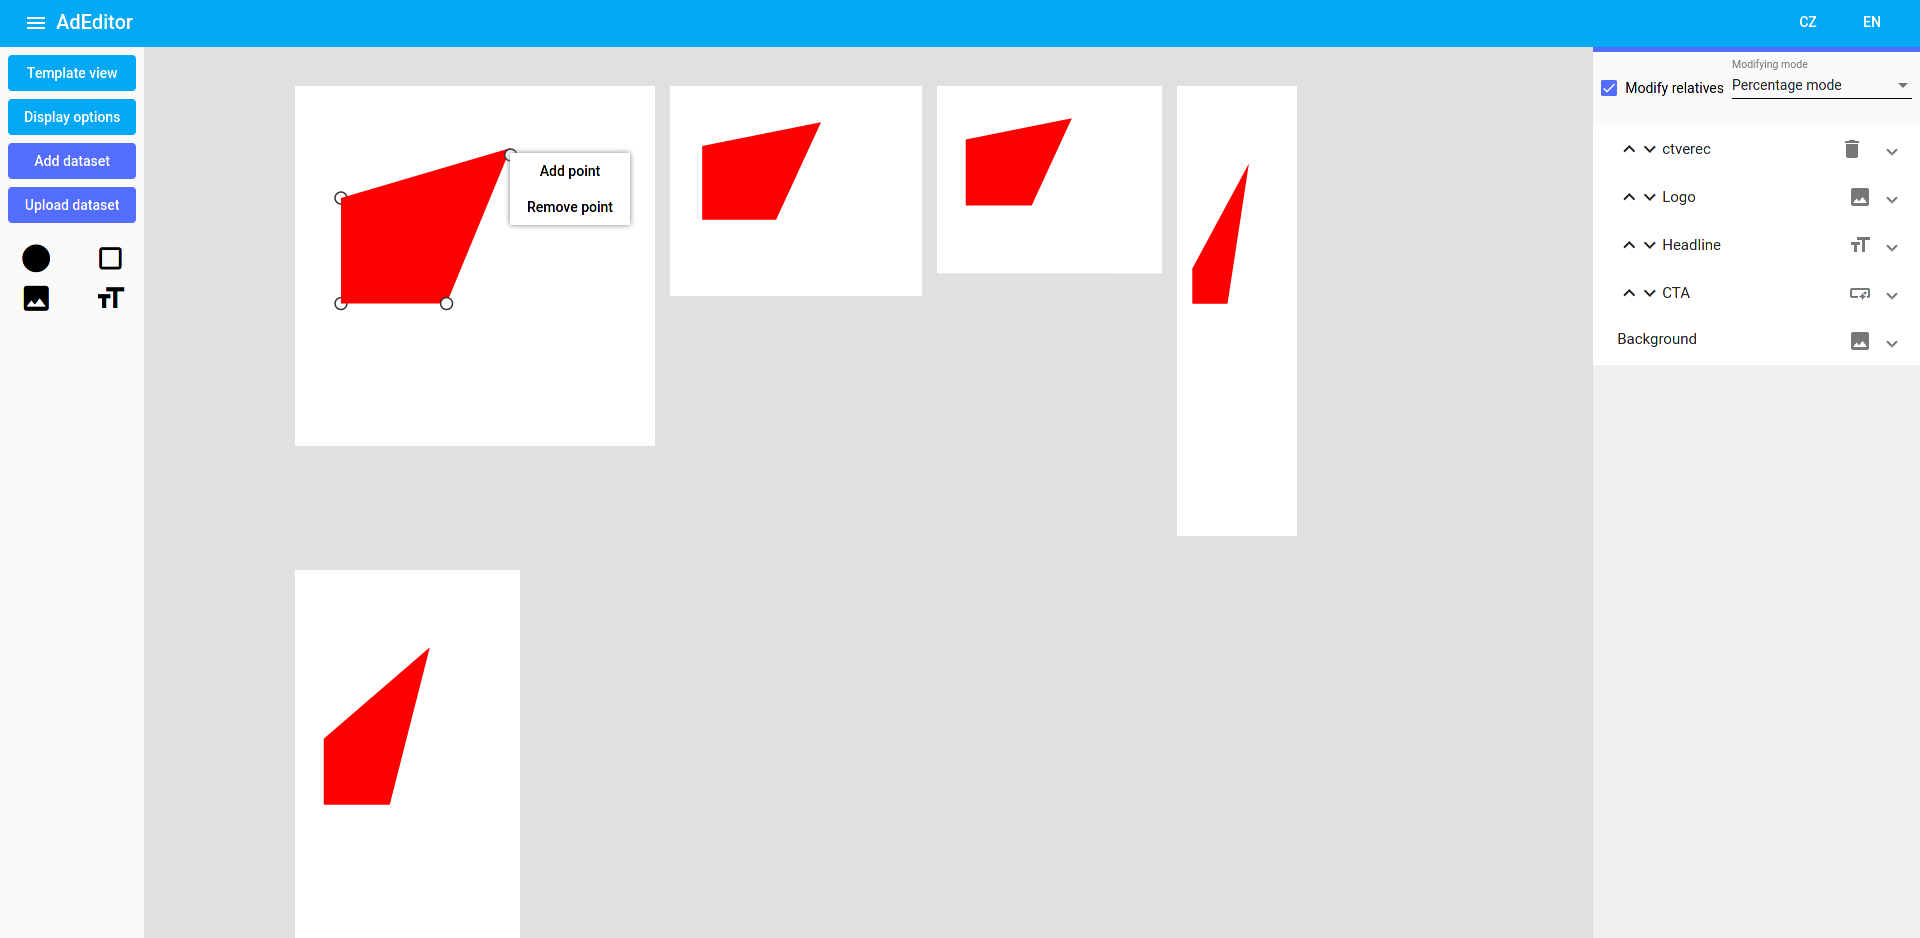 AdEditor
CZ
EN
Template view
Display options
Add dataset
Upload dataset
Add point
Remove point
Modify relatives
Modifying mode
Percentage mode
ctverec
Logo
Headline
CTA
Background